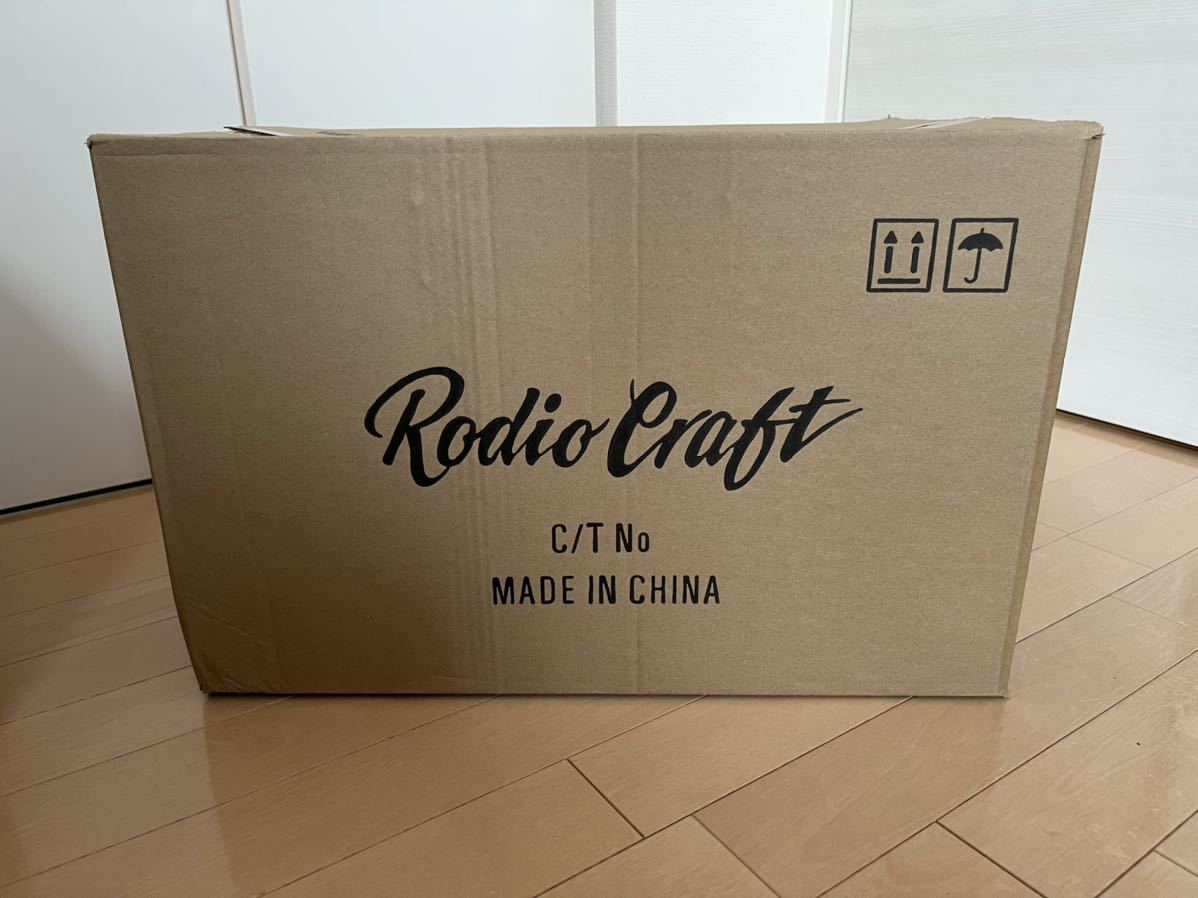 Rodio Craft
C/T No
MADE IN CHINA